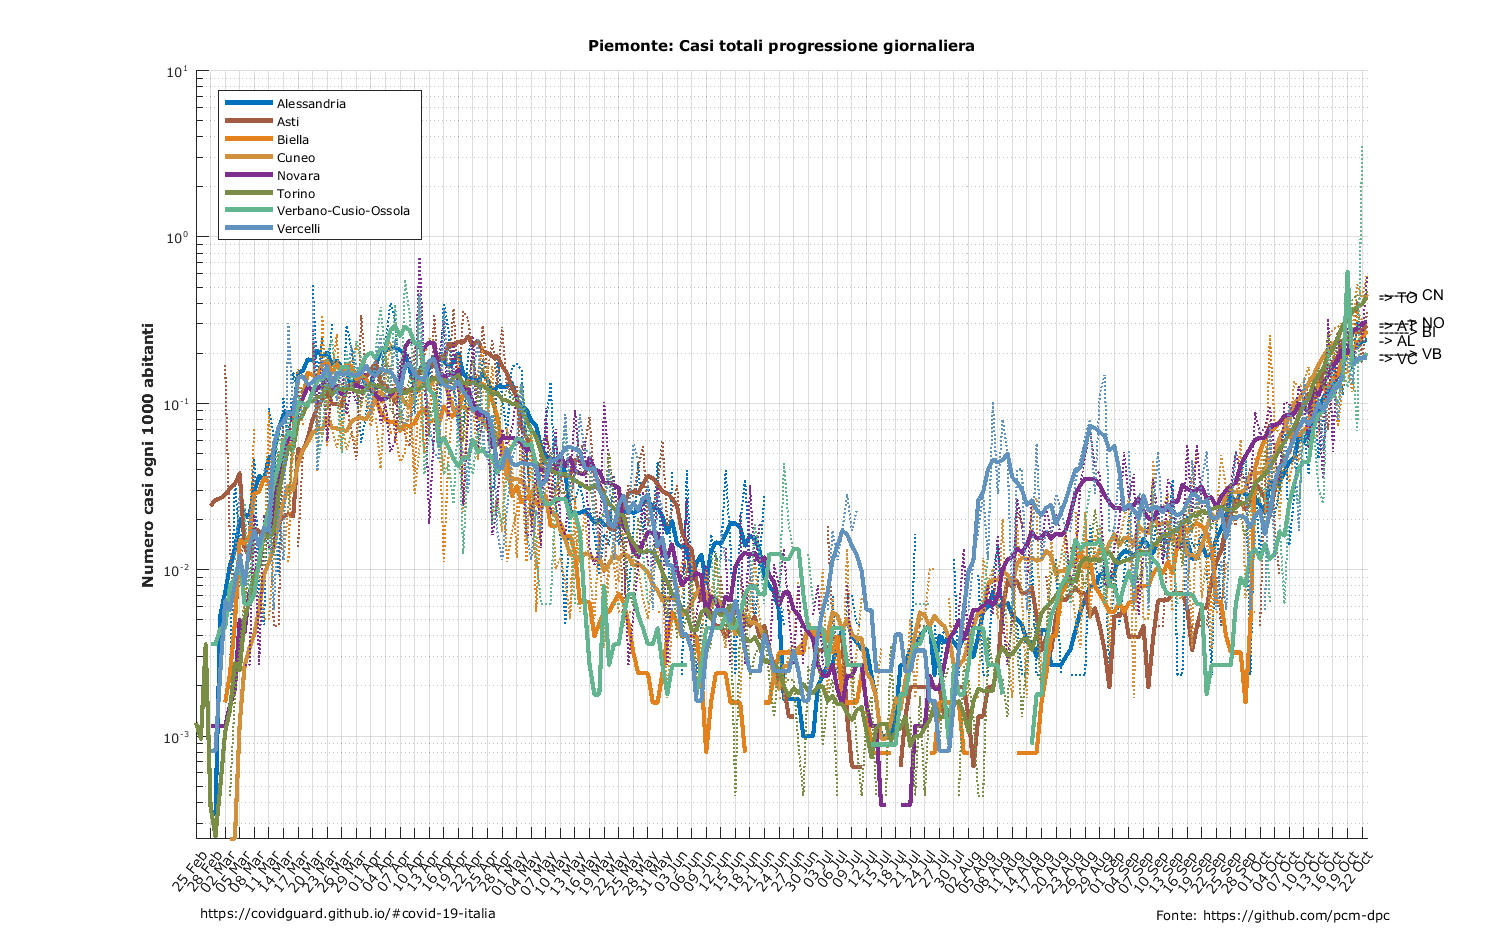 Piemonte: Casi totali progressione giornaliera
10¹
10⁰
10⁻¹
10⁻²
10⁻³
Numero casi ogni 1000 abitanti
Alessandria
Asti
Biella
Cuneo
Novara
Torino
Verbano-Cusio-Ossola
Vercelli
-----> CN
-> TO
-----> NO
-> AT
-----> BI
-> AL
-----> VB
-> VC
25 Feb
28 Feb
02 Mar
05 Mar
08 Mar
11 Mar
14 Mar
17 Mar
20 Mar
23 Mar
26 Mar
29 Mar
01 Apr
04 Apr
07 Apr
10 Apr
13 Apr
16 Apr
19 Apr
22 Apr
25 Apr
28 Apr
01 May
04 May
07 May
10 May
13 May
16 May
19 May
22 May
25 May
28 May
31 May
03 Jun
06 Jun
09 Jun
12 Jun
15 Jun
18 Jun
21 Jun
24 Jun
27 Jun
30 Jun
03 Jul
06 Jul
09 Jul
12 Jul
15 Jul
18 Jul
21 Jul
24 Jul
27 Jul
30 Jul
02 Aug
05 Aug
08 Aug
11 Aug
14 Aug
17 Aug
20 Aug
23 Aug
26 Aug
29 Aug
01 Sep
04 Sep
07 Sep
10 Sep
13 Sep
16 Sep
19 Sep
22 Sep
25 Sep
28 Sep
01 Oct
04 Oct
07 Oct
10 Oct
13 Oct
16 Oct
19 Oct
22 Oct
https://covidguard.github.io/#covid-19-italia
Fonte: https://github.com/pcm-dpc